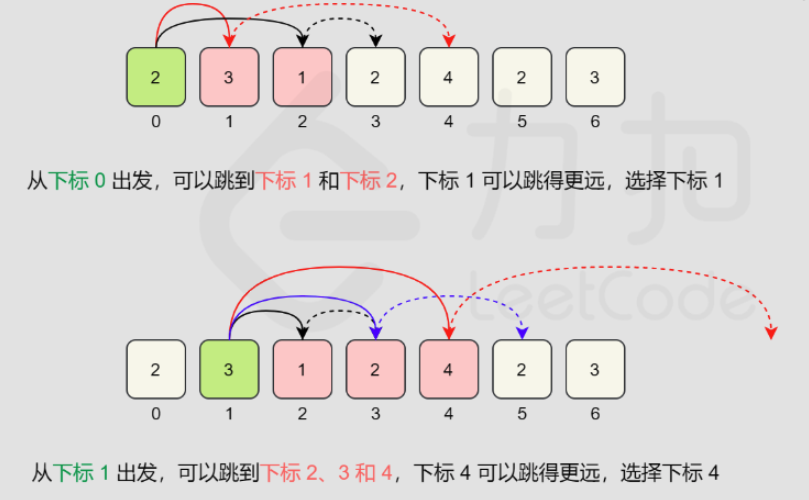 2 3 1 2 4 2 3
0 1 2 3 4 5 6
从下标 0 出发，可以跳到下标 1 和下标 2，下标 1 可以跳得更远，选择下标 1
力扣
LeetCode
2 3 1 2 4 2 3
0 1 2 3 4 5 6
从下标 1 出发，可以跳到下标 2、3 和 4，下标 4 可以跳得更远，选择下标 4